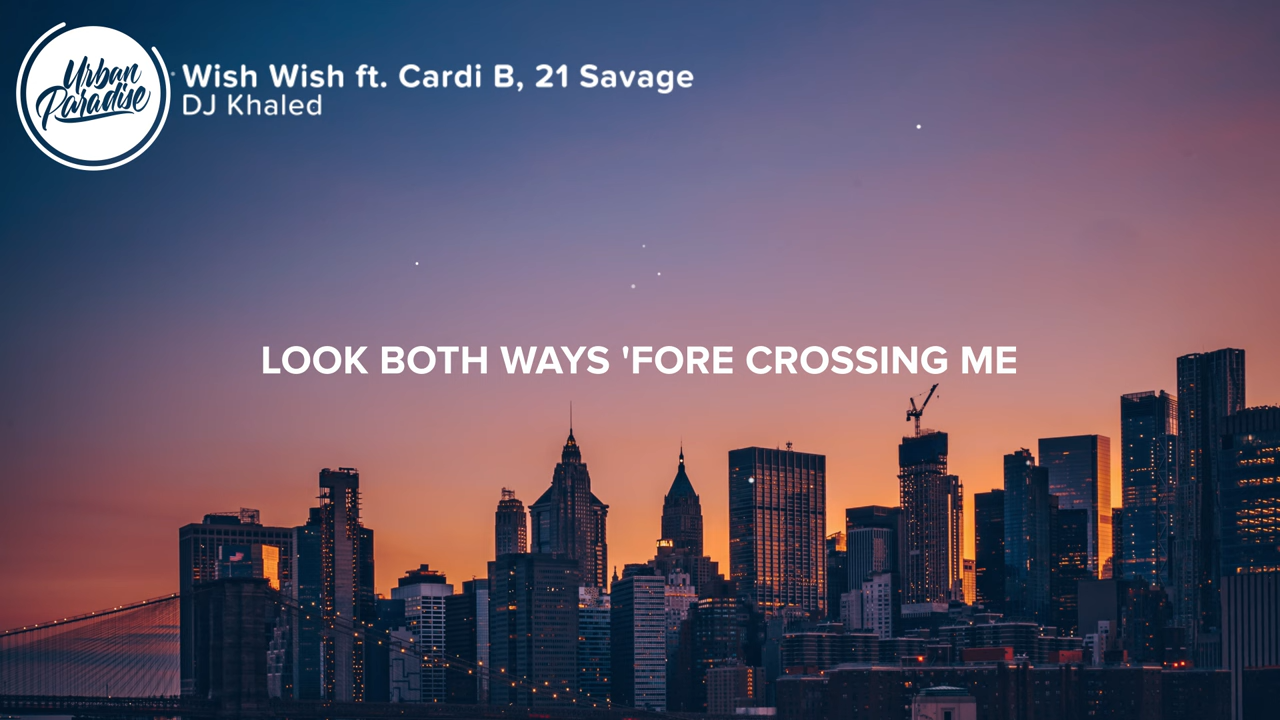 Urban
Paradise
Wish Wish ft. Cardi B, 21 Savage
DJ Khaled
LOOK BOTH WAYS 'FORE CROSSING ME